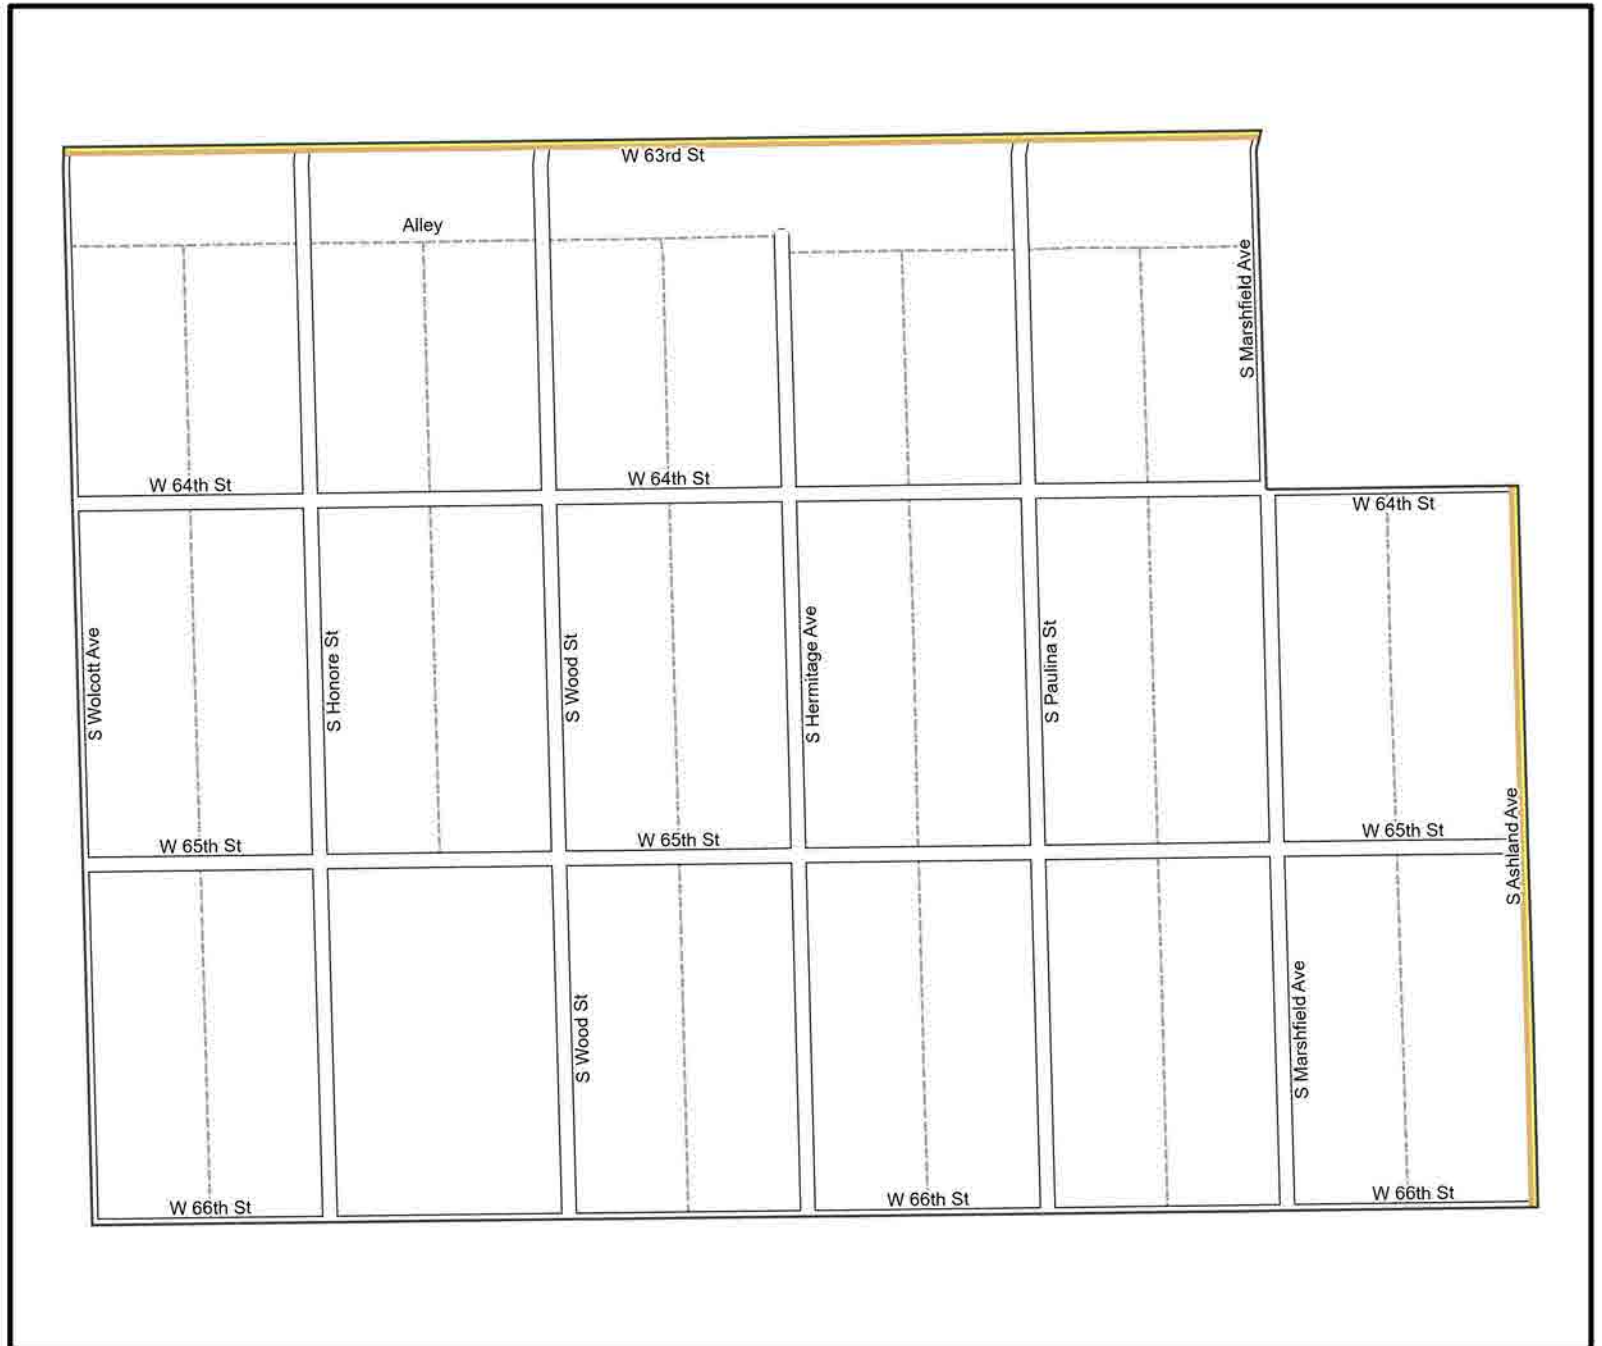 W 63rd St
Alley
S Marshfield Ave
W 64th St
W 64th St
W 64th St
S Wolcott Ave
S Honore St
S Wood St
S Hermitage Ave
S Paulina St
S Ashland Ave
W 65th St
W 65th St
W 65th St
S Wood St
S Marshfield Ave
W 66th St
W 66th St
W 66th St